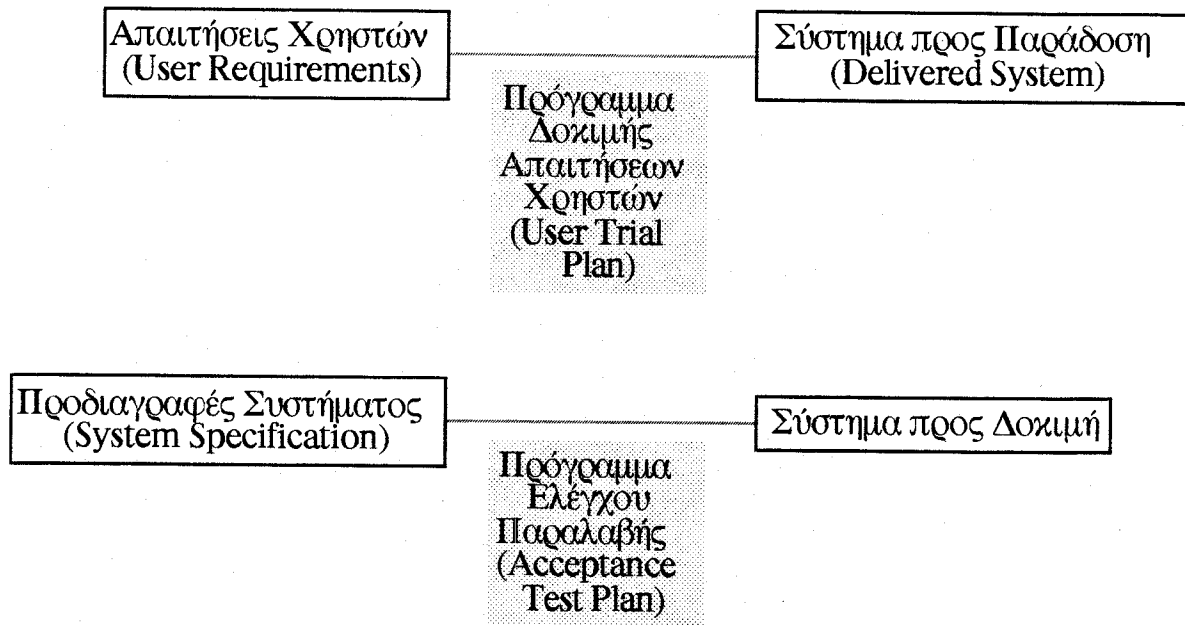 Απαιτήσεις Χρηστών
(User Requirements)
Σύστημα προς Παράδοση
(Delivered System)
Πρόγραμμα
Δοκιμής
Απαιτήσεων
Χρηστών
(User Trial
Plan)
Προδιαγραφές Συστήματος
(System Specification)
Σύστημα προς Δοκιμή
Πρόγραμμα
Ελέγχου
Παραλαβής
(Acceptance
Test Plan)